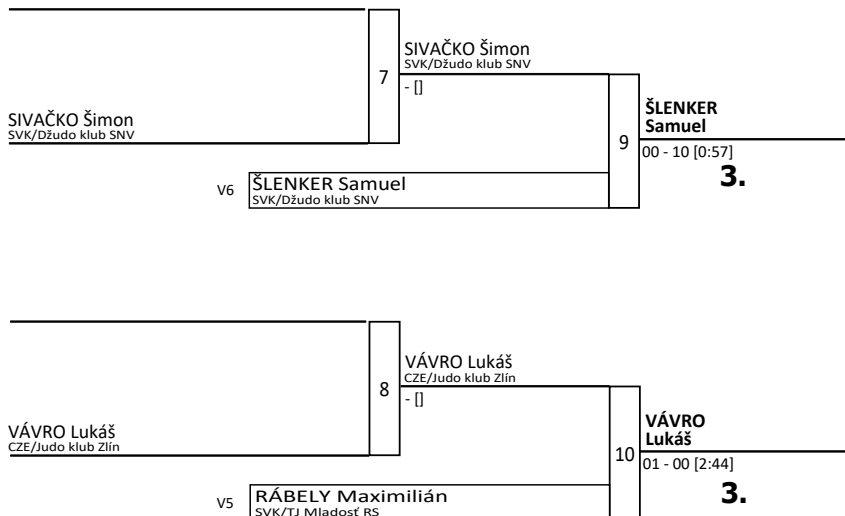 SIVAČKO Šimon
SVK/Džudo klub SNV
7
SIVAČKO Šimon
SVK/Džudo klub SNV
- []
9
ŠLENKER
Samuel
00 - 10 [0:57]
3.
V6
ŠLENKER Samuel
SVK/Džudo klub SNV
VÁVRO Lukáš
CZE/Judo klub Zlín
8
VÁVRO Lukáš
CZE/Judo klub Zlín
- []
10
VÁVRO
Lukáš
01 - 00 [2:44]
3.
V5
RÁBELY Maximilián
SVK/TJ Mladosť RS